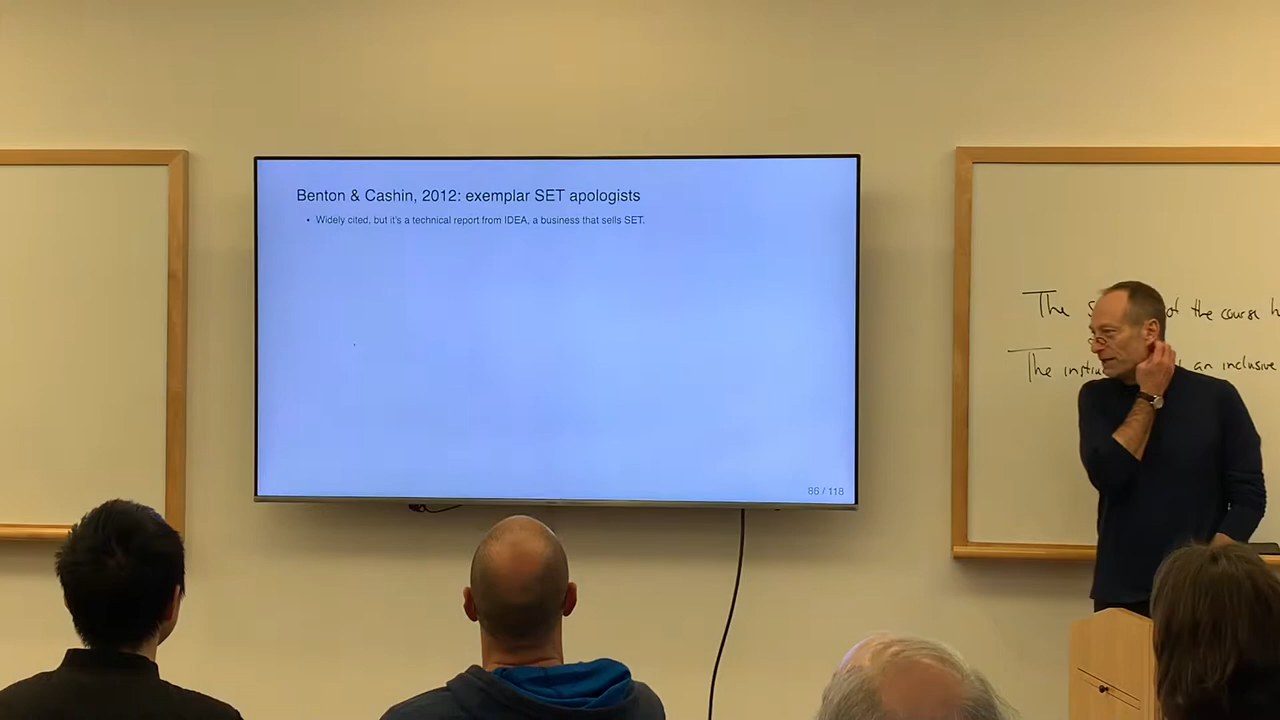 Benton & Cashin, 2012: exemplar SET apologists
• Widely cited, but it's a technical report from IDEA, a business that sells SET.
86 / 118
The of the course
The an inclusive